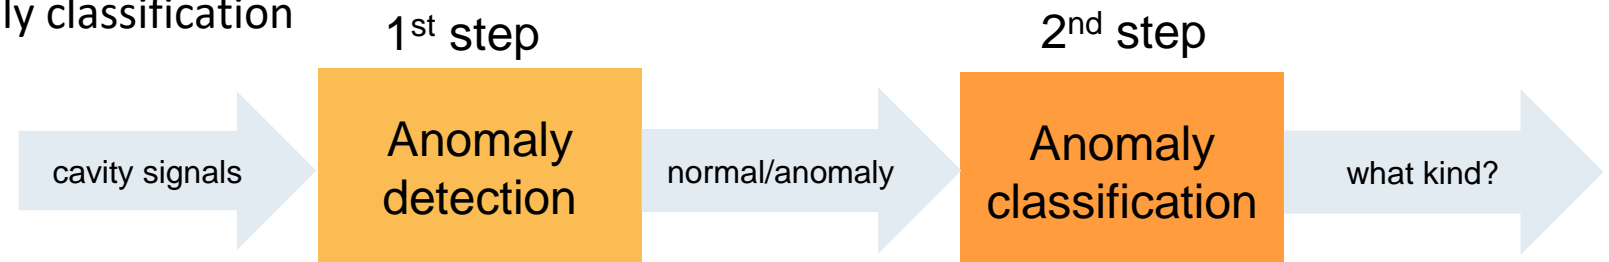 ly classification
1st step
2nd step
cavity signals
Anomaly
detection
normal/anomaly
Anomaly
classification
what kind?